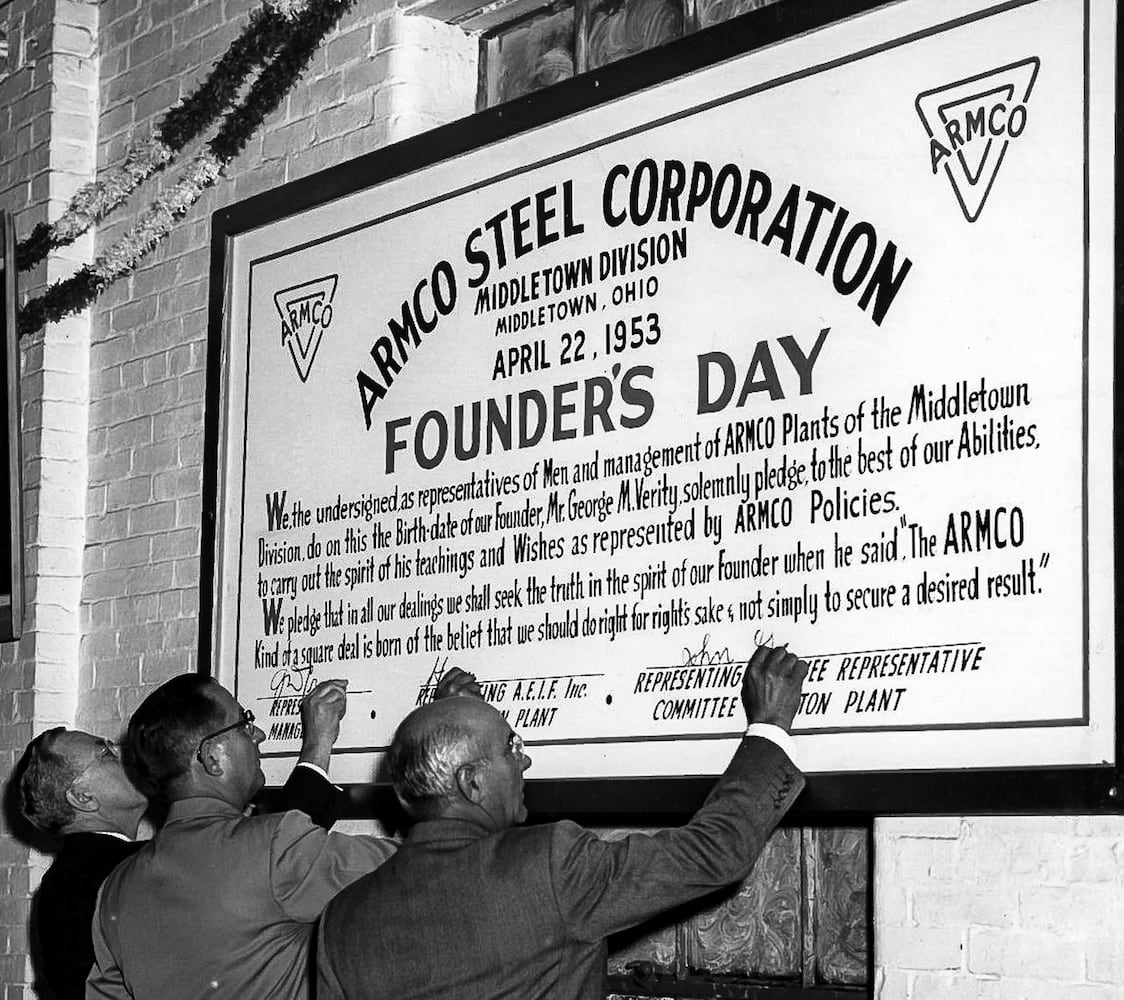 ARMCO
ARMCO
ARMCO STEEL CORPORATION
MIDDLETOWN DIVISION
MIDDLETOWN, OHIO
APRIL 22, 1953
FOUNDER'S DAY
We, the undersigned, as representatives of Men and management of ARMCO Plants of the Middletown
Division, do on this the Birth-date of our Founder, Mr. George M. Verity, solemnly pledge, to the best of our Abilities,
to carry out the spirit of his teachings and Wishes as represented by ARMCO Policies.
We pledge that in all our dealings we shall seek the truth in the spirit of our Founder when he said, "The ARMCO
Kind of a square deal is born of the belief that we should do right for right's sake & not simply to secure a desired result."
John
REPRES
MANAG
NG A.E.I.F. Inc.
PLANT
REPRESENTING EE REPRESENTATIVE
COMMITTEE TON PLANT